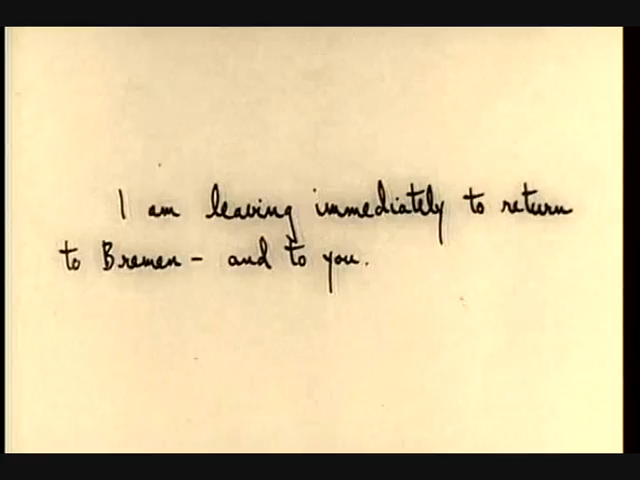 I am leaving immediately to return
to Bremen - and to you.